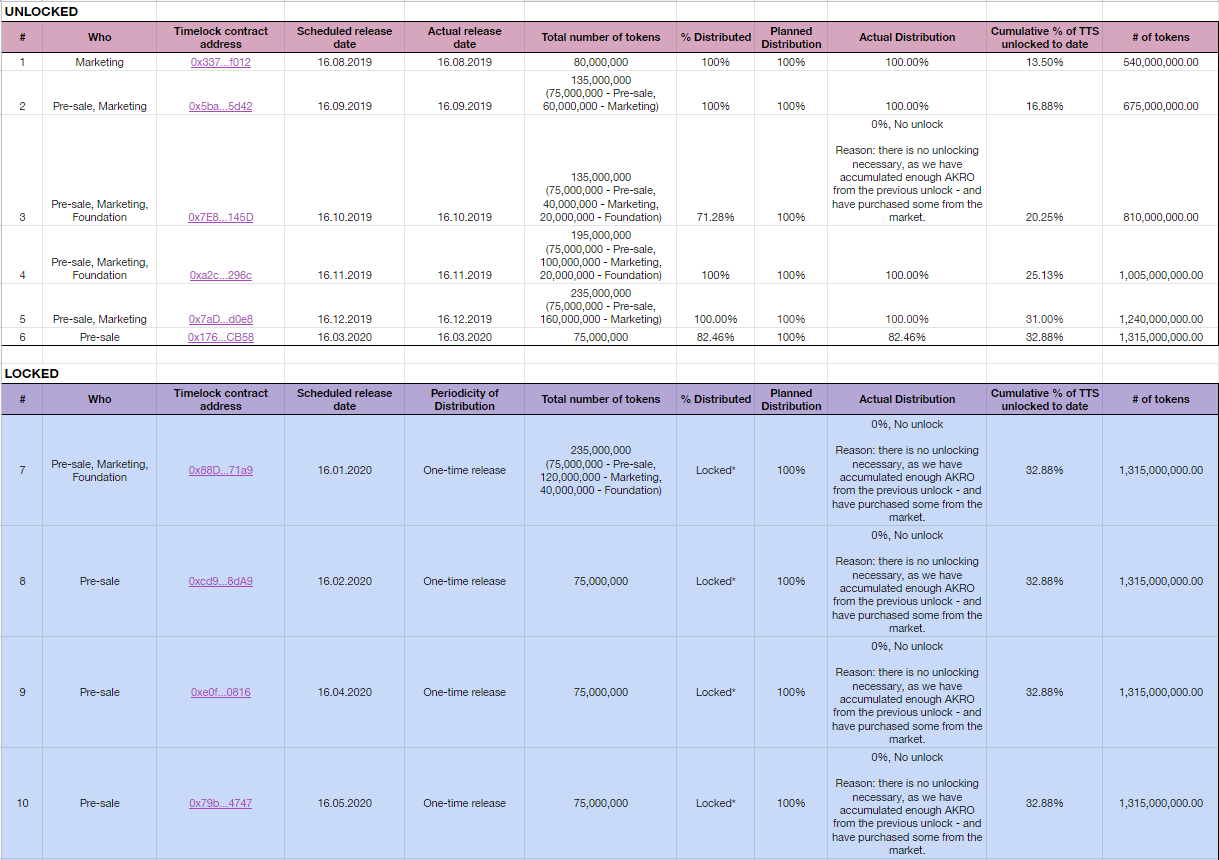 UNLOCKED
# Who Timelock contract address Scheduled release date Actual release date Total number of tokens % Distributed Planned Distribution Actual Distribution Cumulative % of TTS unlocked to date # of tokens
1 Marketing 0x337...f012 16.08.2019 16.08.2019 80,000,000 100% 100% 100.00% 13.50% 540,000,000.00
135,000,000
(75,000,000 - Pre-sale,
2 Pre-sale, Marketing 0x5ba...5d42 16.09.2019 16.09.2019 60,000,000 - Marketing) 100% 100% 100.00% 16.88% 675,000,000.00
0%, No unlock
Reason: there is no unlocking
necessary, as we have
135,000,000 accumulated enough AKRO
(75,000,000 - Pre-sale, from the previous unlock - and
Pre-sale, Marketing, 40,000,000 - Marketing, have purchased some from the
3 Foundation 0x7E8...145D 16.10.2019 16.10.2019 20,000,000 - Foundation) 71.28% 100% market. 20.25% 810,000,000.00
195,000,000
(75,000,000 - Pre-sale,
Pre-sale, Marketing, 100,000,000 - Marketing,
4 Foundation 0xa2c...296c 16.11.2019 16.11.2019 20,000,000 - Foundation) 100% 100% 100.00% 25.13% 1,005,000,000.00
235,000,000
(75,000,000 - Pre-sale,
5 Pre-sale, Marketing 0x7aD...d0e8 16.12.2019 16.12.2019 160,000,000 - Marketing) 100.00% 100% 100.00% 31.00% 1,240,000,000.00
6 Pre-sale 0x176...CB58 16.03.2020 16.03.2020 75,000,000 82.46% 100% 82.46% 32.88% 1,315,000,000.00
LOCKED
# Who Timelock contract address Scheduled release date Periodicity of Distribution Total number of tokens % Distributed Planned Distribution Actual Distribution Cumulative % of TTS unlocked to date # of tokens
0%, No unlock
235,000,000 Reason: there is no unlocking
Pre-sale, Marketing, (75,000,000 - Pre-sale, necessary, as we have
7 Foundation 0x88D...71a9 16.01.2020 One-time release 120,000,000 - Marketing, Locked* 100% accumulated enough AKRO 32.88% 1,315,000,000.00
40,000,000 - Foundation) from the previous unlock - and
have purchased some from the
market.
0%, No unlock
Reason: there is no unlocking
necessary, as we have
8 Pre-sale 0xcd9...8dA9 16.02.2020 One-time release 75,000,000 Locked* 100% accumulated enough AKRO 32.88% 1,315,000,000.00
from the previous unlock - and
have purchased some from the
market.
0%, No unlock
Reason: there is no unlocking
necessary, as we have
9 Pre-sale 0xe0f...0816 16.04.2020 One-time release 75,000,000 Locked* 100% accumulated enough AKRO 32.88% 1,315,000,000.00
from the previous unlock - and
have purchased some from the
market.
0%, No unlock
Reason: there is no unlocking
necessary, as we have
10 Pre-sale 0x79b...4747 16.05.2020 One-time release 75,000,000 Locked* 100% accumulated enough AKRO 32.88% 1,315,000,000.00
from the previous unlock - and
have purchased some from the
market.